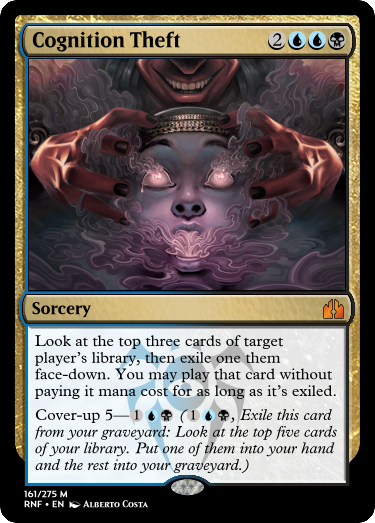 Cognition Theft 2
Sorcery
Look at the top three cards of target
player's library, then exile one them
face-down. You may play that card without
paying it mana cost for as long as it's exiled.
Cover-up 5—1 (1 , Exile this card
from your graveyard: Look at the top five cards
of your library. Put one of them into your hand
and the rest into your graveyard.)
161/275 M
RNF • EN Alberto Costa